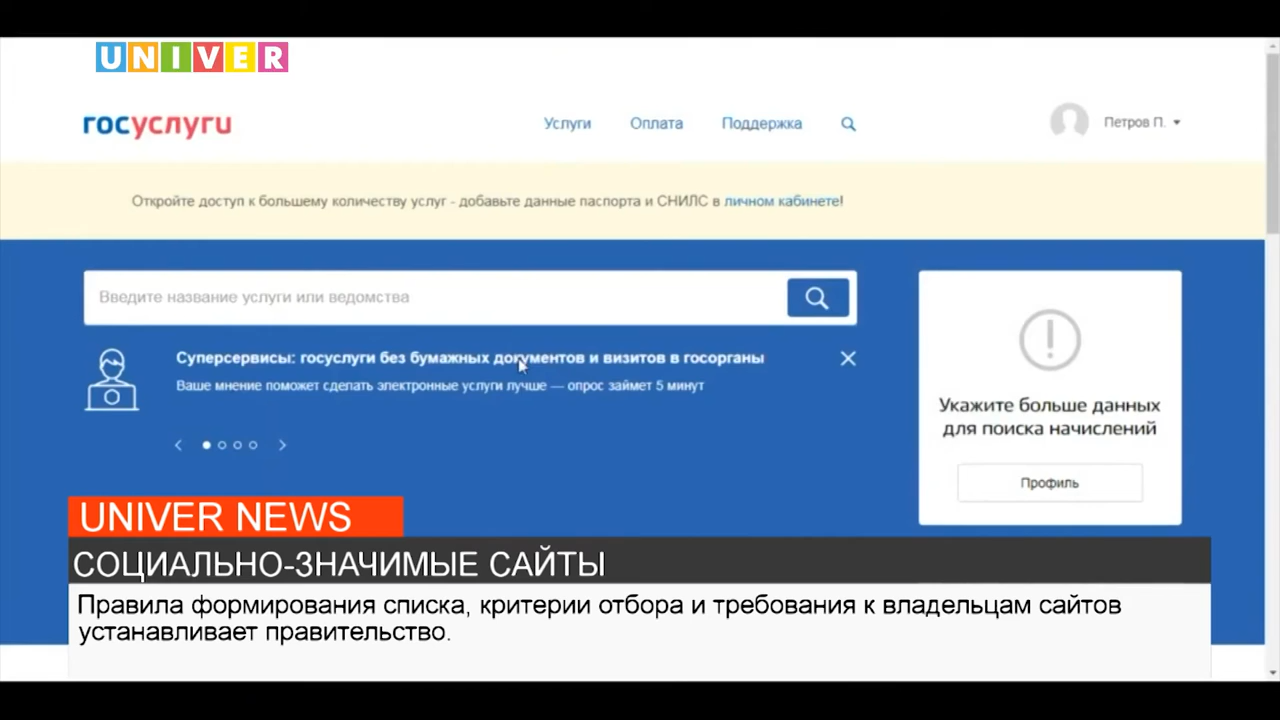 UNIVER
госуслуги
Услуги Оплата Поддержка
Петров П.
Откройте доступ к большему количеству услуг - добавьте данные паспорта и СНИЛС в личном кабинете!
Введите название услуги или ведомства
Суперсервисы: госуслуги без бумажных документов и визитов в госорганы
Ваше мнение поможет сделать электронные услуги лучше — опрос займет 5 минут
Укажите больше данных
для поиска начислений
Профиль
UNIVER NEWS
СОЦИАЛЬНО-ЗНАЧИМЫЕ САЙТЫ
Правила формирования списка, критерии отбора и требования к владельцам сайтов
устанавливает правительство.